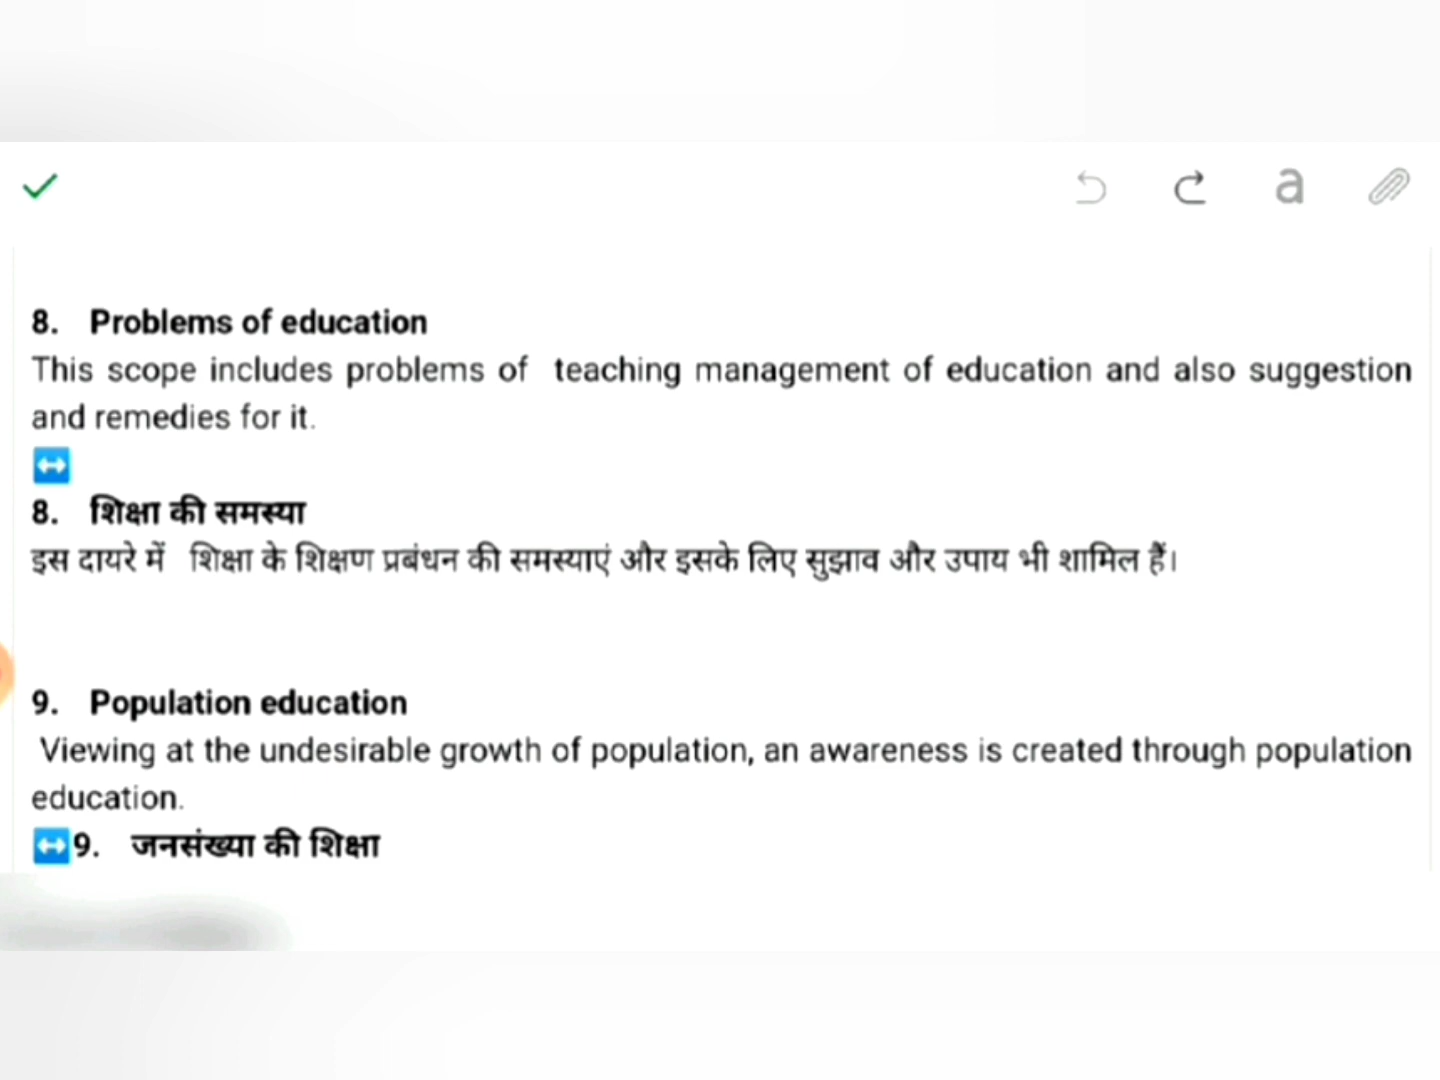 a
8. Problems of education
This scope includes problems of teaching management of education and also suggestion
and remedies for it.
↔
8. शिक्षा की समस्या
इस दायरे में शिक्षा के शिक्षण प्रबंधन की समस्याएं और इसके लिए सुझाव और उपाय भी शामिल हैं।
9. Population education
Viewing at the undesirable growth of population, an awareness is created through population
education.
↔9. जनसंख्या की शिक्षा